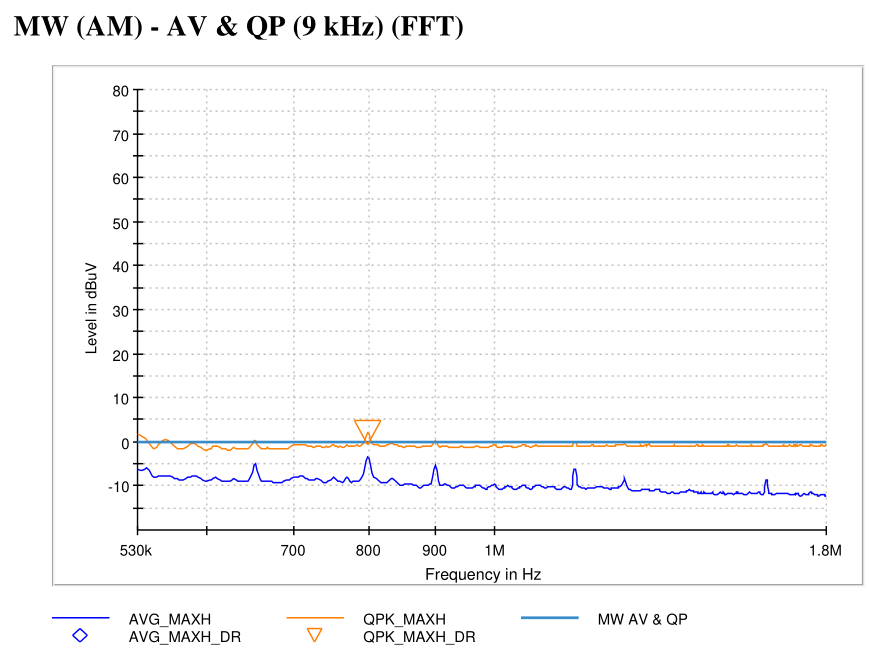 MW (AM) - AV & QP (9 kHz) (FFT)
80
70
60
50
40
30
20
10
0
-10
Level in dBuV
530k 700 800 900 1M 1.8M
Frequency in Hz
AVG_MAXH QPK_MAXH MW AV & QP
AVG_MAXH_DR QPK_MAXH_DR